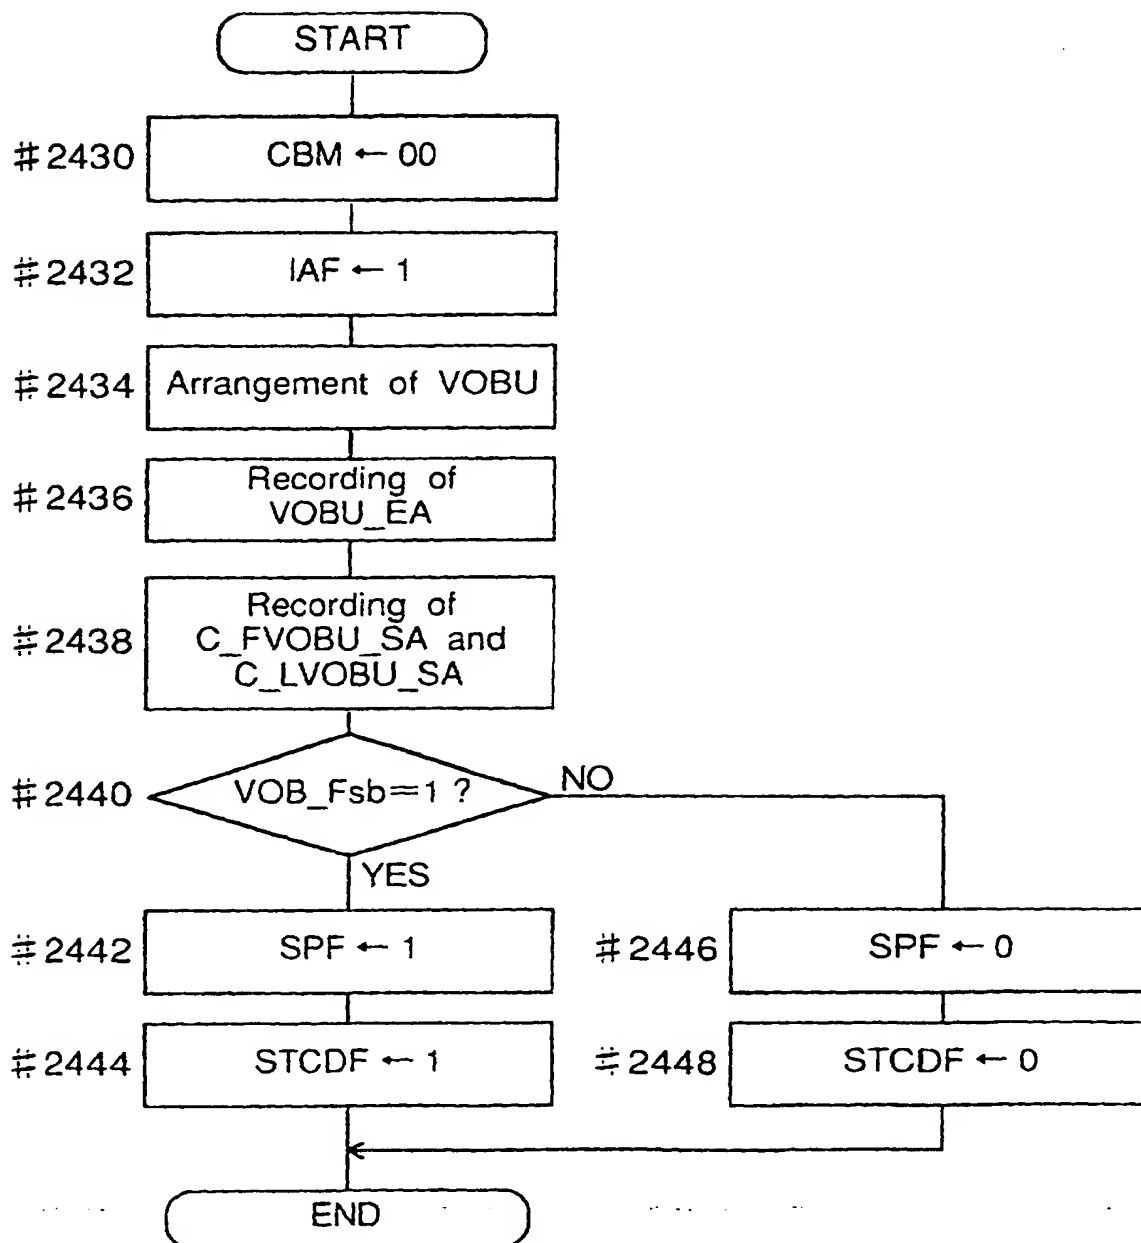 START
#2430 CBM ← 00
#2432 IAF ← 1
#2434 Arrangement of VOBU
#2436 Recording of
VOBU_EA
#2438 Recording of
C_FVOBU_SA and
C_LVOBU_SA
#2440 VOB_Fsb=1 ? NO
YES
#2442 SPF ← 1
#2446 SPF ← 0
#2444 STCDF ← 1
#2448 STCDF ← 0
END